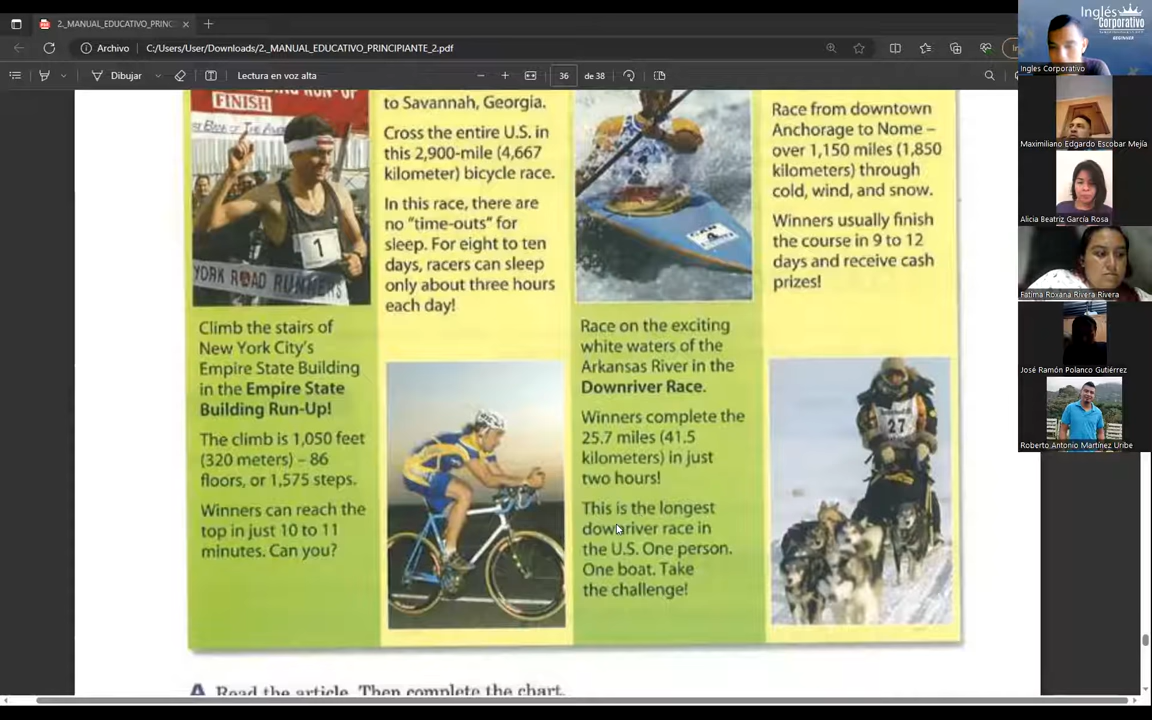 2._MANUAL_EDUCATIVO_PRINC
Archivo
C:/Users/User/Downloads/2._MANUAL_EDUCATIVO_PRINCIPIANTE_2.pdf
Dibujar
Lectura en voz alta
36
de 38
FINISH
YORK ROAD RUNNERS
1
Climb the stairs of
New York City's
Empire State Building
in the Empire State
Building Run-Up!
The climb is 1,050 feet
(320 meters) – 86
floors, or 1,575 steps.
Winners can reach the
top in just 10 to 11
minutes. Can you?
to Savannah, Georgia.
Cross the entire U.S. in
this 2,900-mile (4,667
kilometer) bicycle race.
In this race, there are
no "time-outs" for
sleep. For eight to ten
days, racers can sleep
only about three hours
each day!
Race on the exciting
white waters of the
Arkansas River in the
Downriver Race.
Winners complete the
25.7 miles (41.5
kilometers) in just
two hours!
This is the longest
downriver race in
the U.S. One person.
One boat. Take
the challenge!
Race from downtown
Anchorage to Nome –
over 1,150 miles (1,850
kilometers) through
cold, wind, and snow.
Winners usually finish
the course in 9 to 12
days and receive cash
prizes!
27
A Read the article. Then complete the chart.
Inglés
Corporativo
BEGINNER
Ingles Corporativo
Maximiliano Edgardo Escobar Mejía
Alicia Beatriz García Rosa
Fatima Roxana Rivera Rivera
José Ramón Polanco Gutiérrez
Roberto Antonio Martínez Uribe